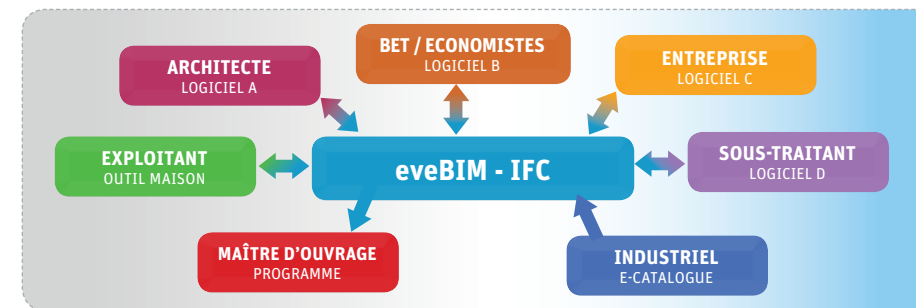 BET / ECONOMISTES
LOGICIEL B
ARCHITECTE
LOGICIEL A
ENTREPRISE
LOGICIEL C
EXPLOITANT
OUTIL MAISON
eveBIM - IFC
SOUS-TRAITANT
LOGICIEL D
MAÎTRE D'OUVRAGE
PROGRAMME
INDUSTRIEL
E-CATALOGUE